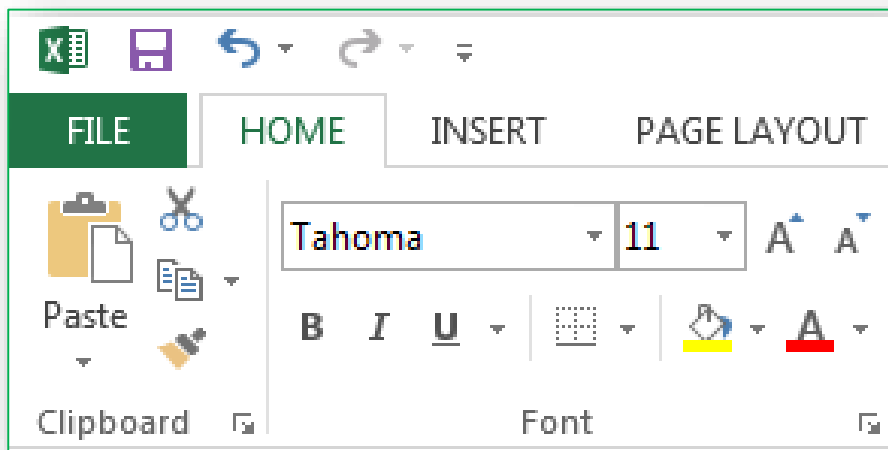 FILE HOME INSERT PAGE LAYOUT
Tahoma 11
Paste
B I U A
Clipboard Font